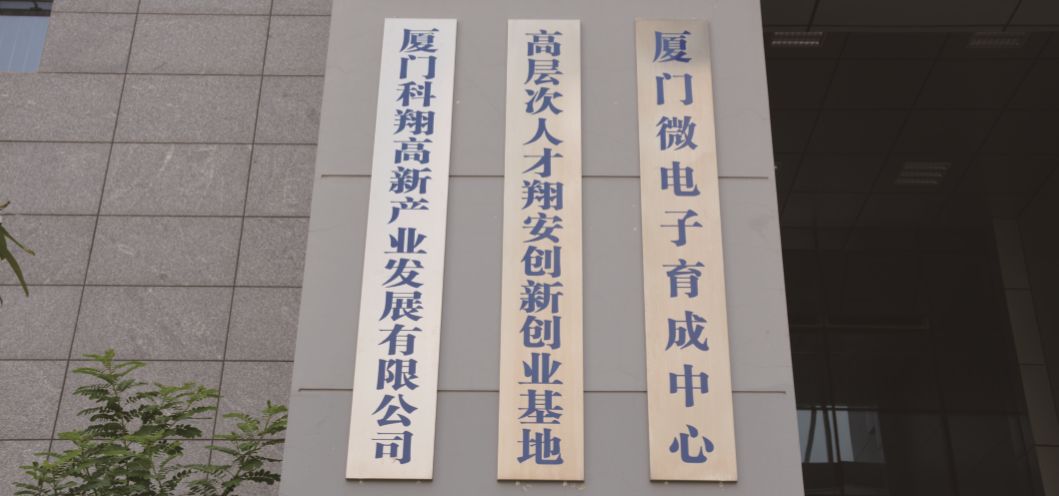 厦门科翔高新产业发展有限公司
高层次人才翔安创新创业基地
厦门微电子育成中心